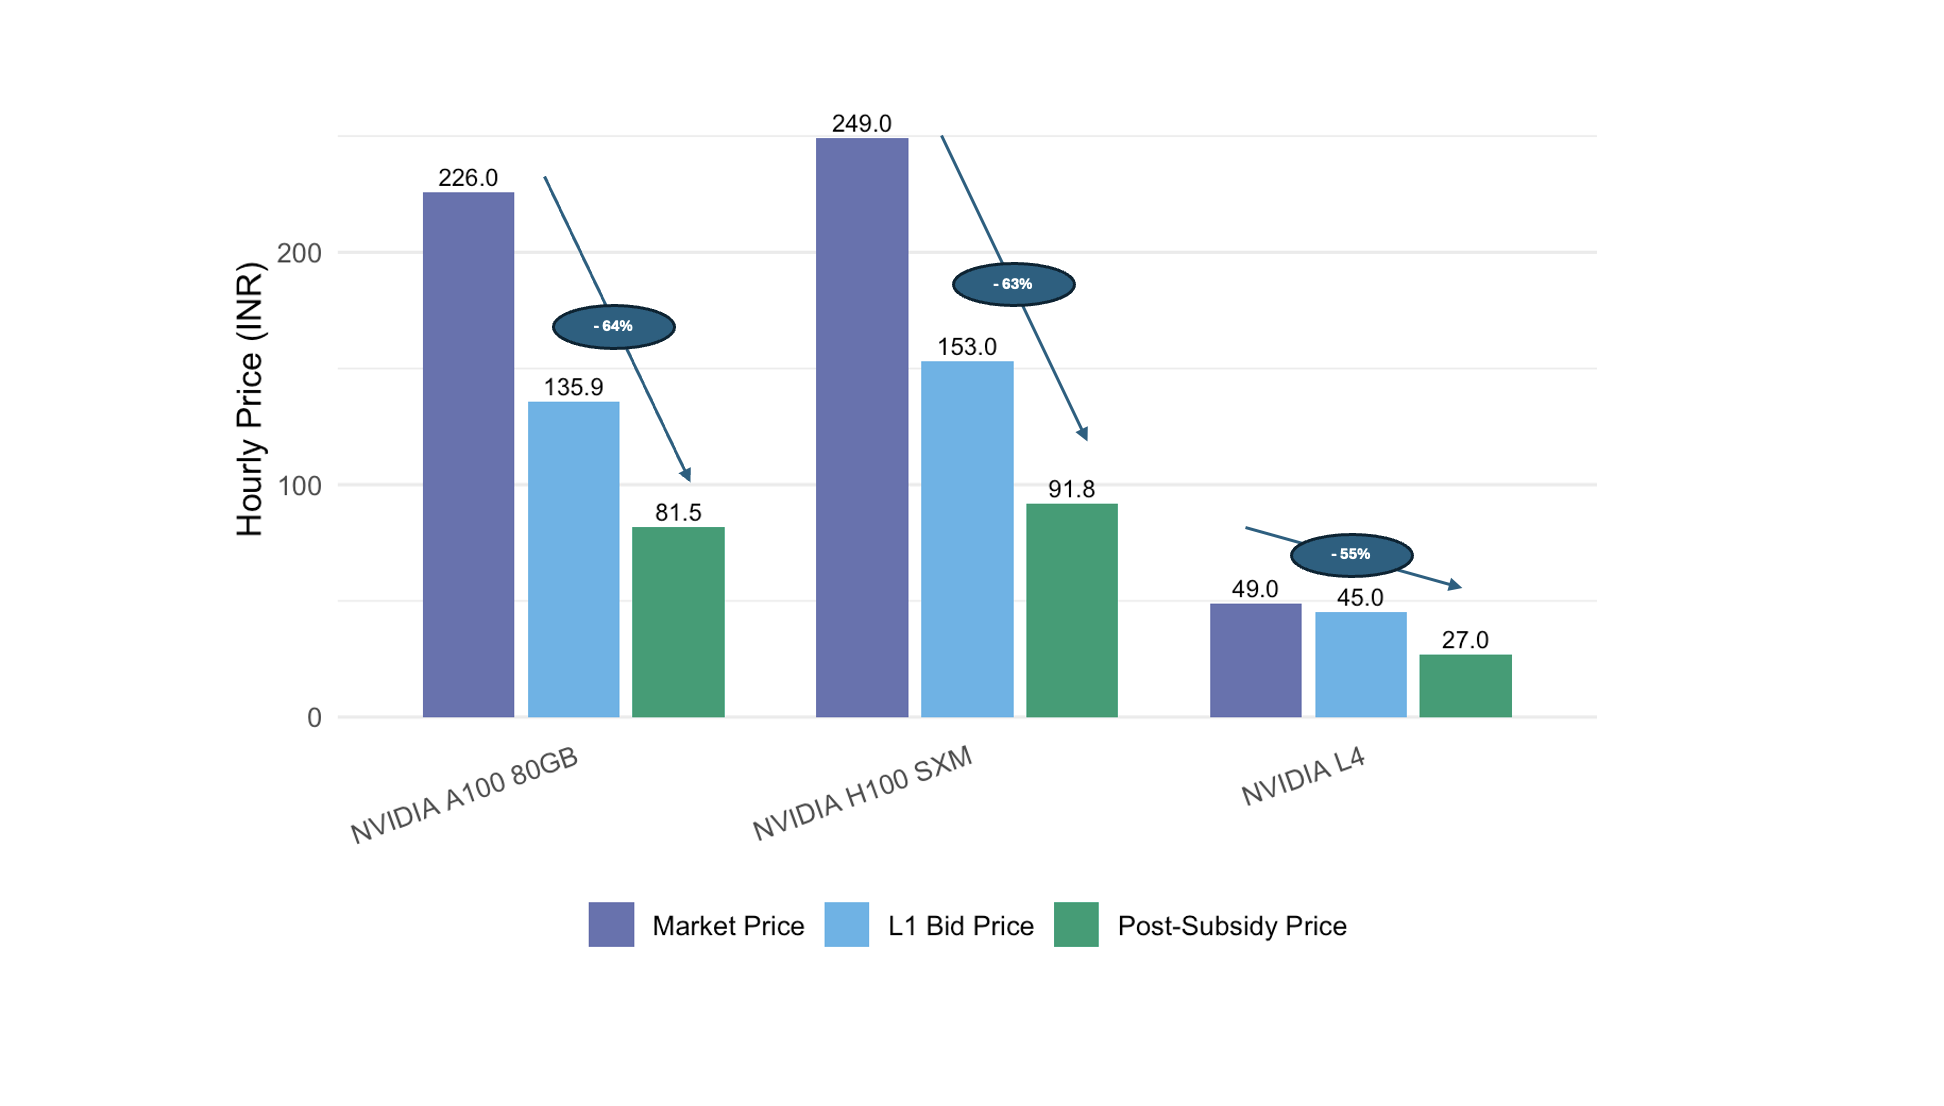 249.0
226.0
200
- 63%
- 64%
153.0
135.9
Hourly Price (INR)
100
91.8
81.5
- 55%
49.0
45.0
27.0
0
NVIDIA A100 80GB
NVIDIA H100 SXM
NVIDIA L4
Market Price
L1 Bid Price
Post-Subsidy Price